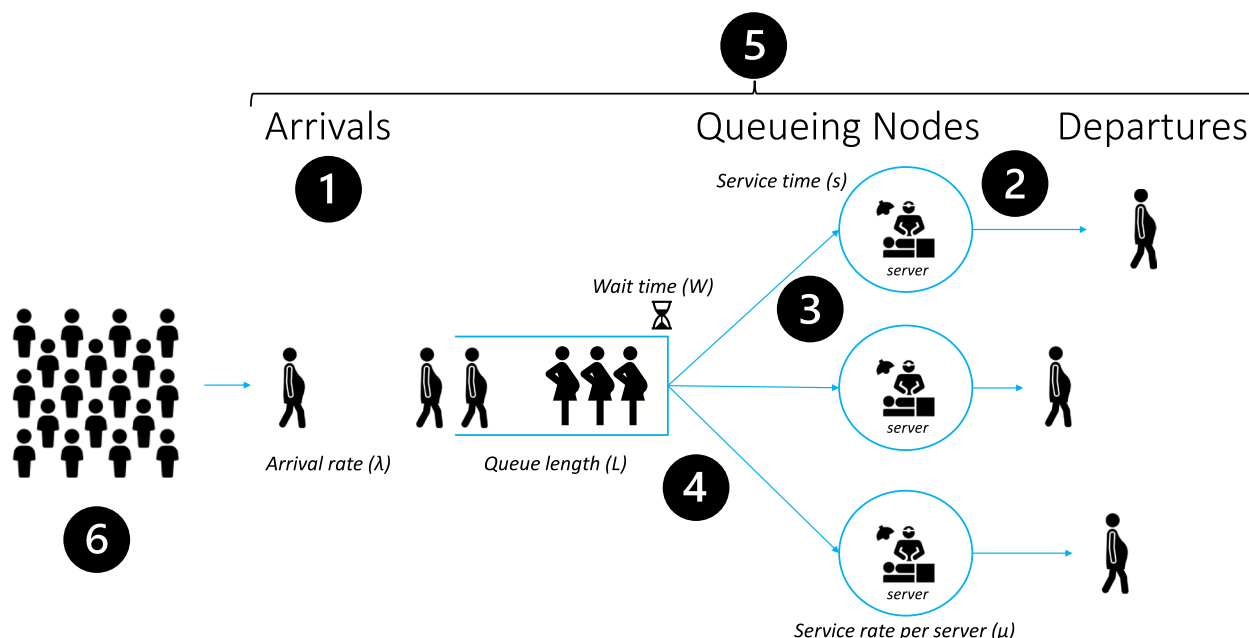 5
Arrivals
Queueing Nodes
Departures
1
2
Service time (s)
server
Wait time (W)
3
server
Arrival rate (λ)
Queue length (L)
4
6
server
Service rate per server (μ)